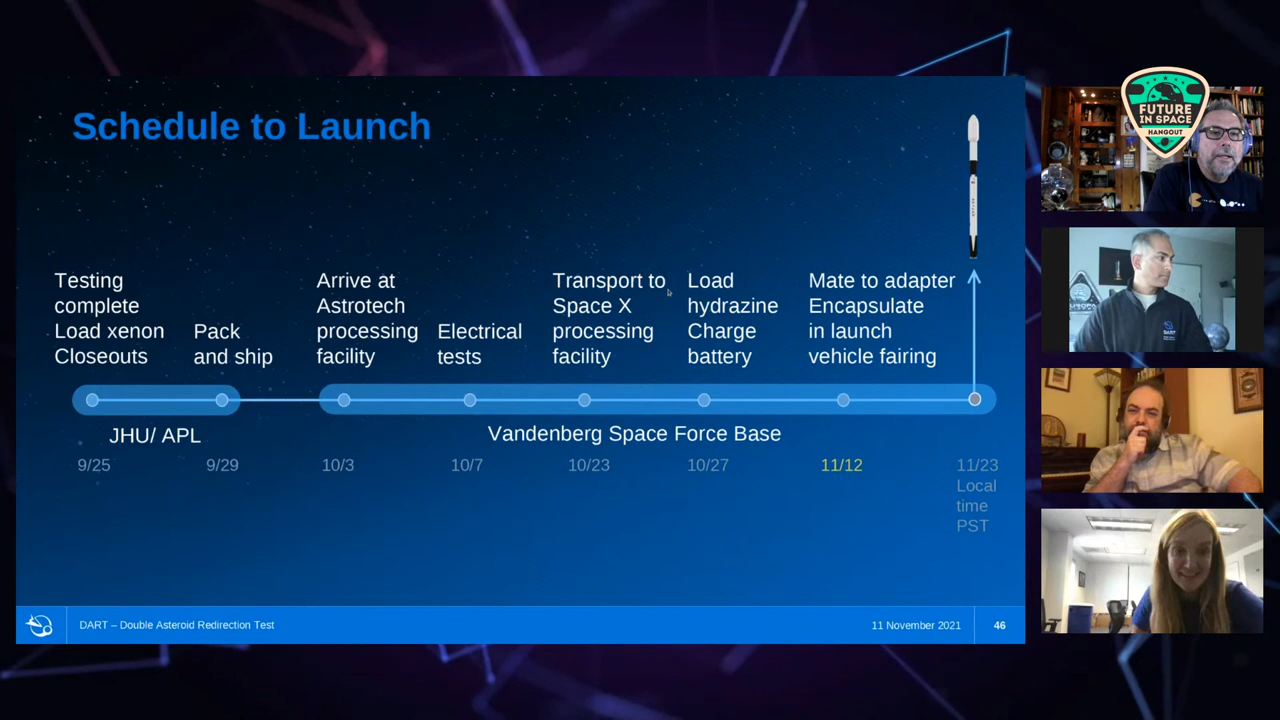 Schedule to Launch
Testing
complete
Load xenon
Closeouts
Pack
and ship
Arrive at
Astrotech
processing
facility
Electrical
tests
Transport to
Space X
processing
facility
Load
hydrazine
Charge
battery
Mate to adapter
Encapsulate
in launch
vehicle fairing
JHU/ APL
Vandenberg Space Force Base
9/25
9/29
10/3
10/7
10/23
10/27
11/12
11/23
Local
time
PST
DART – Double Asteroid Redirection Test
11 November 2021
46
FUTURE
IN SPACE
HANGOUT
DART